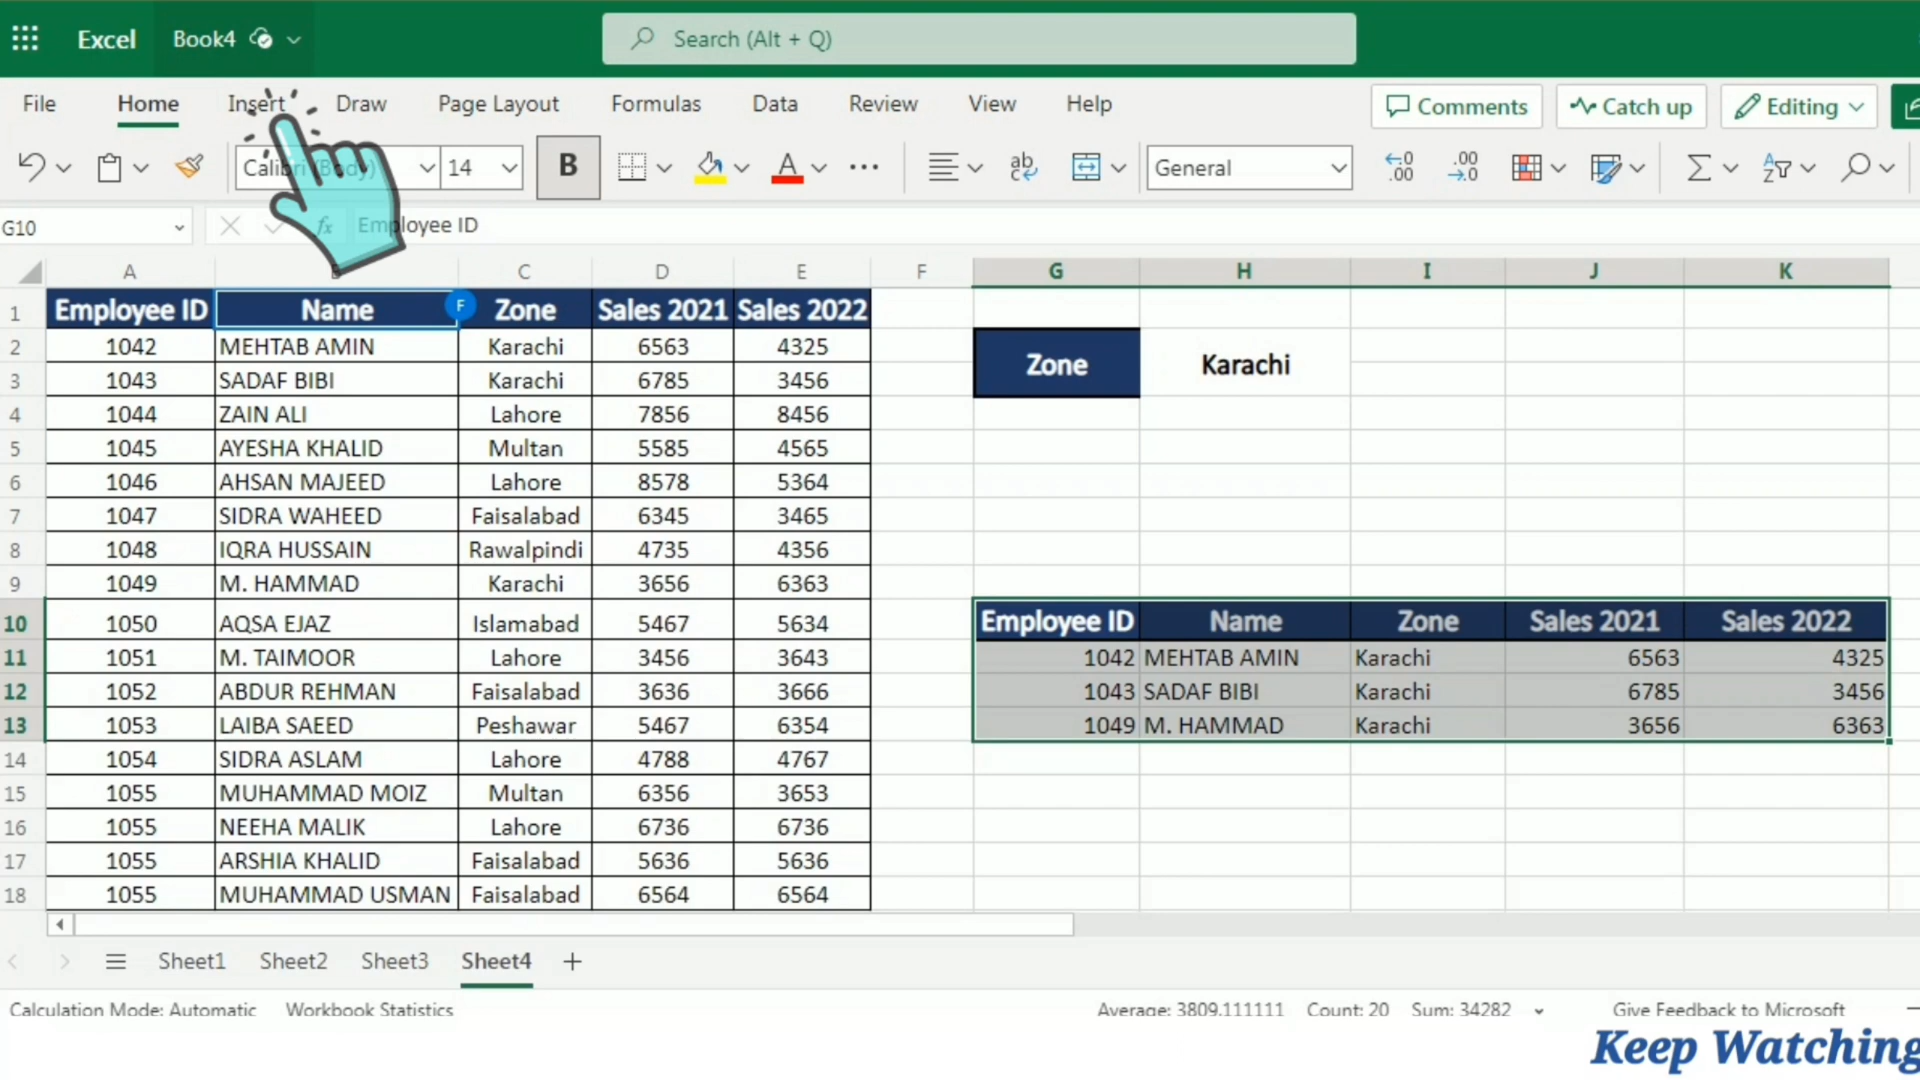 Excel Book4 Search (Alt + Q)
File Home Insert Draw Page Layout Formulas Data Review View Help Comments Catch up Editing
Calibri (Body) 14 B A ab General .00 .00
G10 fx Employee ID
A B C D E F G H I J K
1 Employee ID Name F Zone Sales 2021 Sales 2022
2 1042 MEHTAB AMIN Karachi 6563 4325
Zone Karachi
3 1043 SADAF BIBI Karachi 6785 3456
4 1044 ZAIN ALI Lahore 7856 8456
5 1045 AYESHA KHALID Multan 5585 4565
6 1046 AHSAN MAJEED Lahore 8578 5364
7 1047 SIDRA WAHEED Faisalabad 6345 3465
8 1048 IQRA HUSSAIN Rawalpindi 4735 4356
9 1049 M. HAMMAD Karachi 3656 6363
10 1050 AQSA EJAZ Islamabad 5467 5634 Employee ID Name Zone Sales 2021 Sales 2022
11 1051 M. TAIMOOR Lahore 3456 3643 1042 MEHTAB AMIN Karachi 6563 4325
12 1052 ABDUR REHMAN Faisalabad 3636 3666 1043 SADAF BIBI Karachi 6785 3456
13 1053 LAIBA SAEED Peshawar 5467 6354 1049 M. HAMMAD Karachi 3656 6363
14 1054 SIDRA ASLAM Lahore 4788 4767
15 1055 MUHAMMAD MOIZ Multan 6356 3653
16 1055 NEEHA MALIK Lahore 6736 6736
17 1055 ARSHIA KHALID Faisalabad 5636 5636
18 1055 MUHAMMAD USMAN Faisalabad 6564 6564
Sheet1 Sheet2 Sheet3 Sheet4
Calculation Mode: Automatic Workbook Statistics Average: 3809.111111 Count: 20 Sum: 34282 Give Feedback to Microsoft
Keep Watching